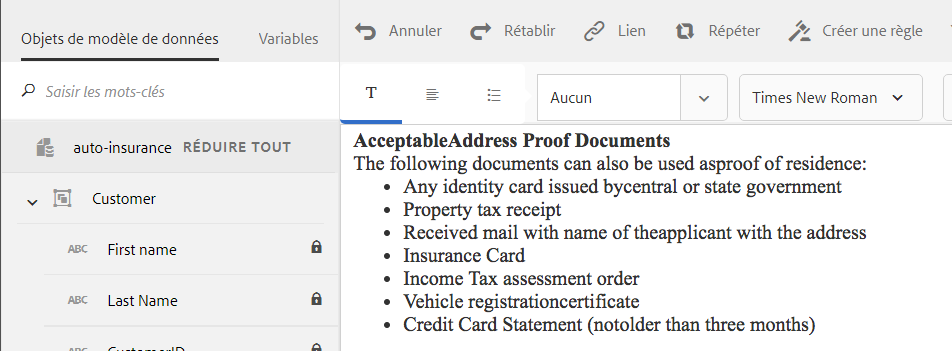 Objets de modèle de données
Variables
Annuler
Rétablir
Lien
Répéter
Créer une règle
Saisir les mots-clés
T
Aucun
Times New Roman
auto-insurance RÉDUIRE TOUT
Customer
ABC First name
ABC Last Name
ABC CustomerID
AcceptableAddress Proof Documents
The following documents can also be used asproof of residence:
• Any identity card issued bycentral or state government
• Property tax receipt
• Received mail with name of theapplicant with the address
• Insurance Card
• Income Tax assessment order
• Vehicle registrationcertificate
• Credit Card Statement (notolder than three months)